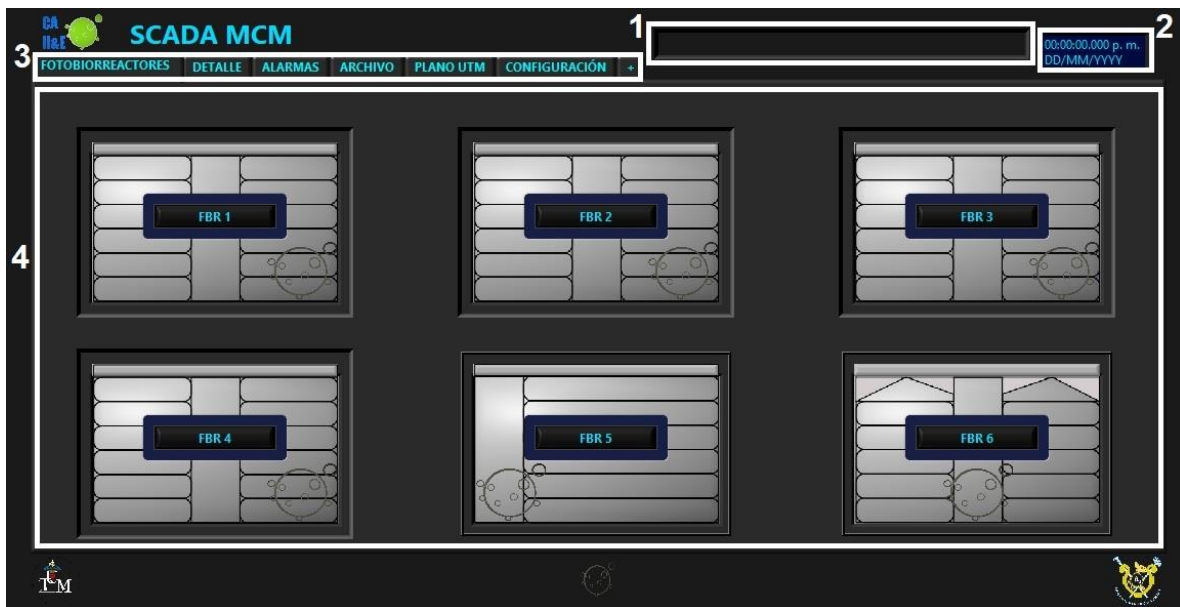 CA
II&E
SCADA MCM
1
2
00:00:00.000 p. m.
DD/MM/YYYY
3
FOTOBIORREACTORES DETALLE ALARMAS ARCHIVO PLANO UTM CONFIGURACIÓN +
4
FBR 1
FBR 2
FBR 3
FBR 4
FBR 5
FBR 6